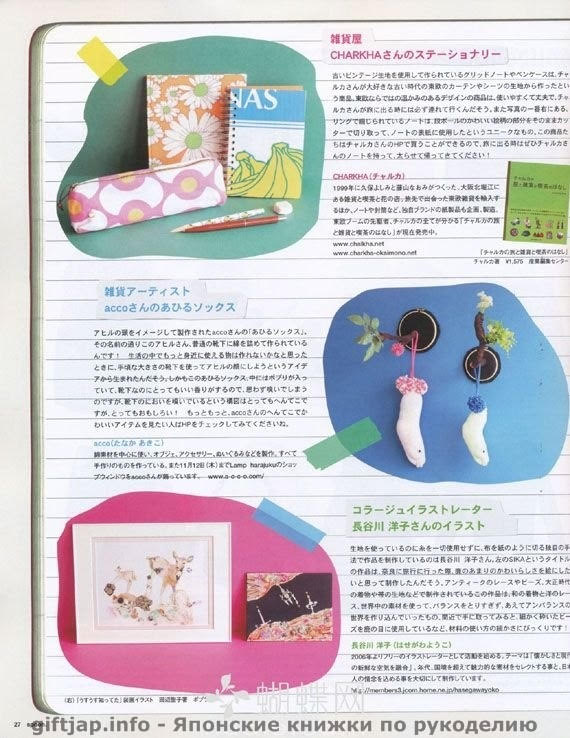 雑貨屋
CHARKHAさんのステーショナリー
古いビンテージ生地を使用して作られているグリッドノートやペンケースは、チャ
ルカさんが大好きな古い時代の東欧のカーテンやシーツの生地から作ったとい
う商品。東欧ならではの温かみのあるデザインの商品は、使いやすくて丈夫で、チャ
ルカさんが旅に出る時には必ず連れて行くんだそう。また写真の一番右にある、
リングで綴じられているノートは、段ボールのかわいい絵柄の部分をそのままカッ
ターで切り取って、ノートの表紙に使用したというユニークなもの。この商品た
ちはチャルカさんのHPで買うことができるので、旅に出る時はぜひチャルカさ
んのノートを持って、太らせて帰ってきてください!
CHARKHA(チャルカ)
1999年に久保よしみと藤山なおみがつくった、大阪北堀江に
ある雑貨と喫茶と花の店。旅先で出会った東欧雑貨を輸入す
るほか、ノートや封筒など、独自ブランドの紙製品も企画、製造。
東欧ブームの先駆者、チャルカの全てが分かる「チャルカの旅
と雑貨と喫茶のはなし」が現在発売中。
www.chalkha.net
www.charkha-okaimono.net
「チャルカの旅と雑貨と喫茶のはなし」
チャルカ著 ¥1,575 産業編集センター
NAS
雑貨アーティスト
accoさんのあひるソックス
アヒルの頭をイメージして製作されたaccoさんの「あひるソックス」。
その名前の通りこのアヒルさん、普通の靴下に綿を詰めて作られている
んです! 生活の中でもっと身近に使える物は作れないかなと思った
ときに、手頃な大きさの靴下を使ってアヒルの顔にしようというアイデ
アから生まれたんだそう。しかもこのあひるソックス、中にはポプリが入っ
ていて、靴下なのにとってもいい香りがするので、思わず嗅いでしまう
のですが、靴下のにおいを嗅いでいるという構図はとってもへんてこで
すが、とってもおもしろい! もっともっと、accoさんのへんてこでか
わいいアイテムを見たい人はHPをチェックしてみてくださいね。
acco(たなか あきこ)
綿素材を中心に使い、オブジェ、アクセサリー、ぬいぐるみなどを製作。すべて
手作りのものを作っている。また11月12日(木)までLamp harajukuのショッ
プウィンドウをaccoさんが飾っています。 www.a-c-c-o.com/
コラージュイラストレーター
長谷川 洋子さんのイラスト
生地を使っているのに糸を一切使用せずに、布を紙のように切る独自の手
法で作品を制作しているのは長谷川 洋子さん。左のSIKAというタイトル
の作品は、奈良に旅行に行った際、鹿のあまりのかわいらしさを絵にした
いと思って制作したんだそう。アンティークのレースやビーズ、大正時代
の着物や帯の生地などで制作されているこの作品は、和の着物と洋のレー
ス、世界中の素材を使って、バランスをとりすぎず、あえてアンバランスの
世界を作り込んでいったもの。間近で手に取ってみると、細かく砕いたビー
ズを鹿の目に使用しているなど、材料の使い方の細かさにびっくりです!
長谷川 洋子(はせがわようこ)
2006年よりフリーのイラストレーターとして活動を始める。テーマは「懐かしさと現代
の新鮮な空気を融合」。年代、国境を超えて魅力的な素材をセレクトする事と、日本
人の情念を込める事を大切に制作しています。
http://members3.jcom.home.ne.jp/hasegawayoko
(右)「うすうす知ってた」装画イラスト 田辺聖子著 ポプ
蝴蝶网
27
giftjap.info - Японские книжки по рукоделию